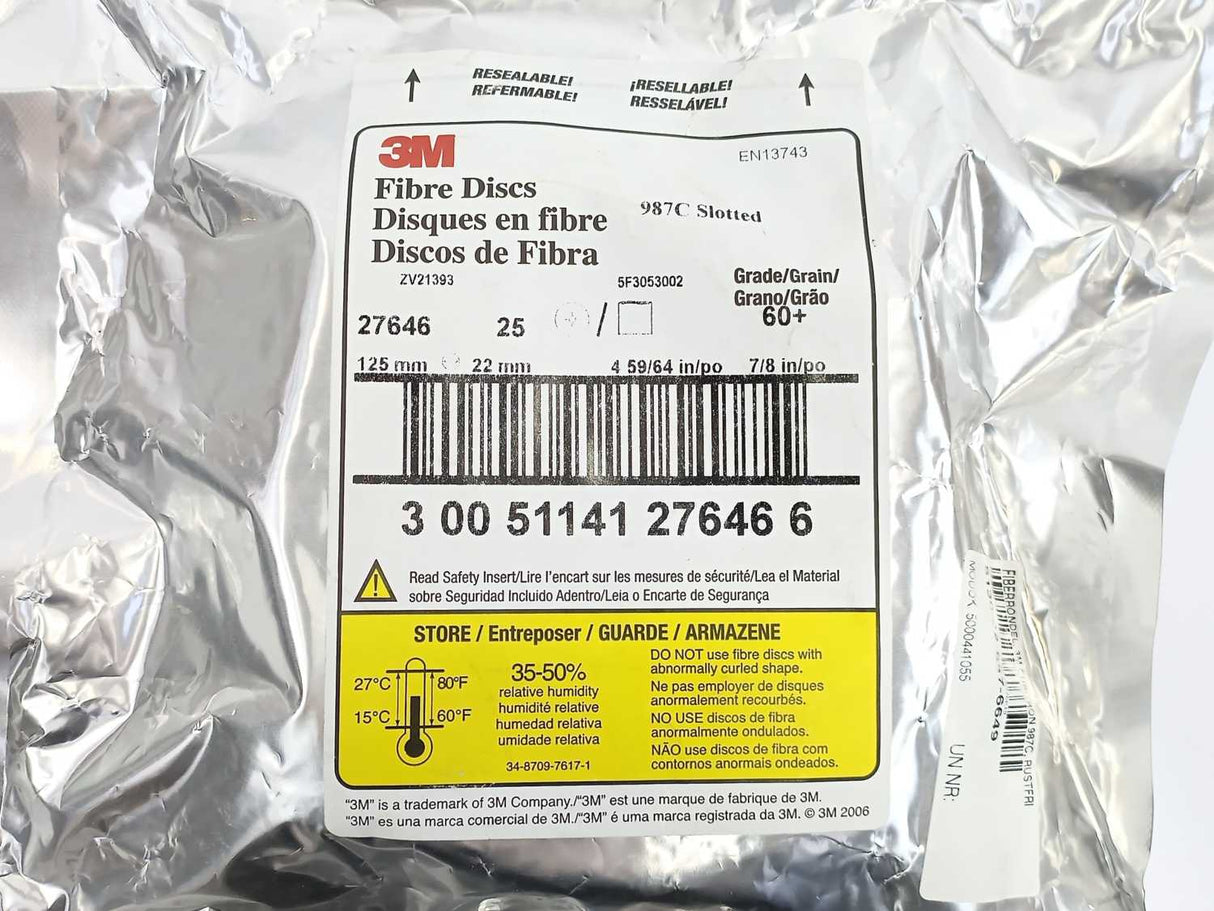 RESEALABLE!
REFERMABLE!
¡RESELLABLE!
RESSELÁVEL!
3M
EN13743
Fibre Discs
Disques en fibre
Discos de Fibra
987C Slotted
ZV21393
5F3053002
Grade/Grain/
Grano/Grão
60+
27646
25
/
125 mm
22 mm
4 59/64 in/po
7/8 in/po
3 00 51141 27646 6
Read Safety Insert/Lire l'encart sur les mesures de sécurité/Lea el Material
sobre Seguridad Incluido Adentro/Leia o Encarte de Segurança
STORE / Entreposer / GUARDE / ARMAZENE
27°C
80°F
15°C
60°F
35-50%
relative humidity
humidité relative
humedad relativa
umidade relativa
34-8709-7617-1
DO NOT use fibre discs with
abnormally curled shape.
Ne pas employer de disques
anormalement recourbés.
NO USE discos de fibra
anormalmente ondulados.
NÃO use discos de fibra com
contornos anormais ondeados.
"3M" is a trademark of 3M Company./"3M" est une marque de fabrique de 3M.
"3M" es una marca comercial de 3M./"3M" é uma marca registrada da 3M. © 3M 2006
FIBERRONDEL 3M 987C, RUSTFRI
7-6649
5000441055
UN NR: